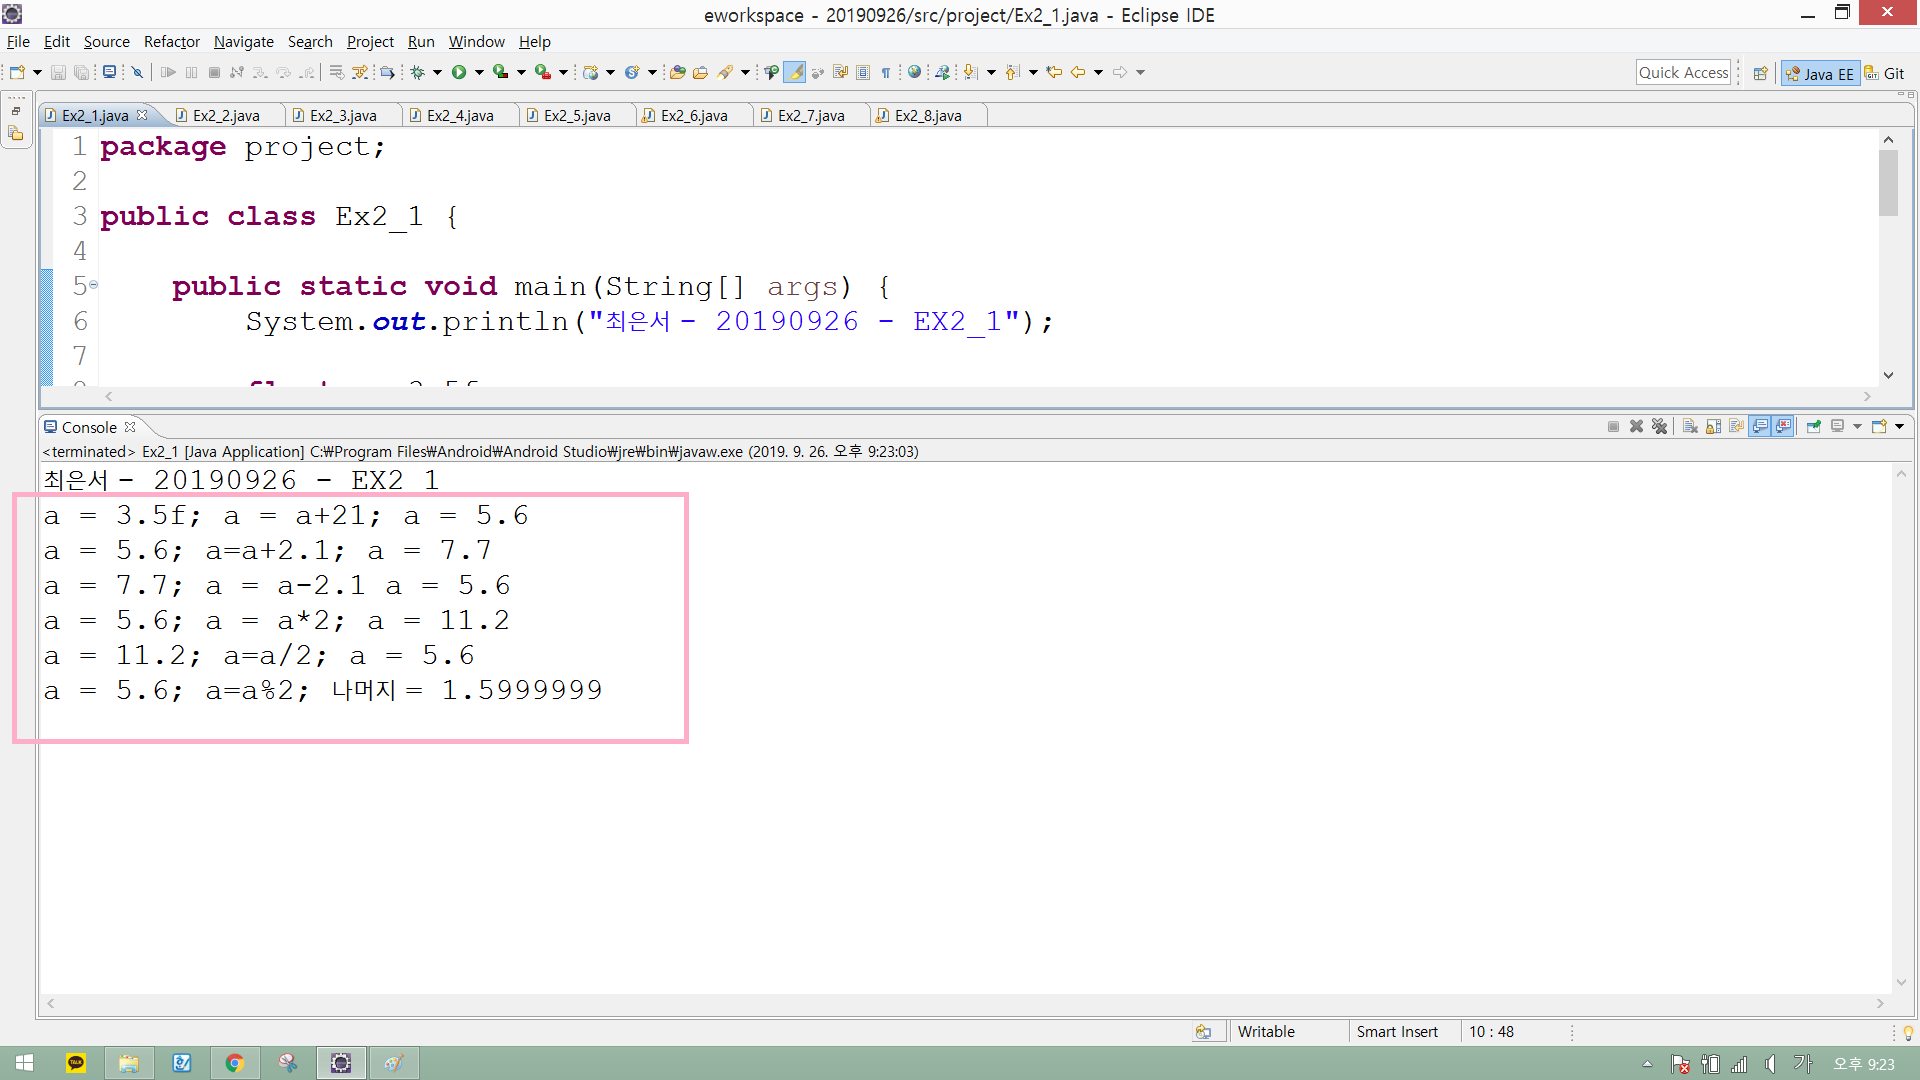 eworkspace - 20190926/src/project/Ex2_1.java - Eclipse IDE
File Edit Source Refactor Navigate Search Project Run Window Help
Quick Access Java EE Git
Ex2_1.java Ex2_2.java Ex2_3.java Ex2_4.java Ex2_5.java Ex2_6.java Ex2_7.java Ex2_8.java
1 package project;
2
3 public class Ex2_1 {
4
5 public static void main(String[] args) {
6 System.out.println("최은서 - 20190926 - EX2_1");
7
Console
<terminated> Ex2_1 [Java Application] C:₩Program Files₩Android₩Android Studio₩jre₩bin₩javaw.exe (2019. 9. 26. 오후 9:23:03)
최은서 - 20190926 - EX2 1
a = 3.5f; a = a+21; a = 5.6
a = 5.6; a=a+2.1; a = 7.7
a = 7.7; a = a-2.1 a = 5.6
a = 5.6; a = a*2; a = 11.2
a = 11.2; a=a/2; a = 5.6
a = 5.6; a=a%2; 나머지 = 1.5999999
Writable Smart Insert 10 : 48
TALK 가 오후 9:23